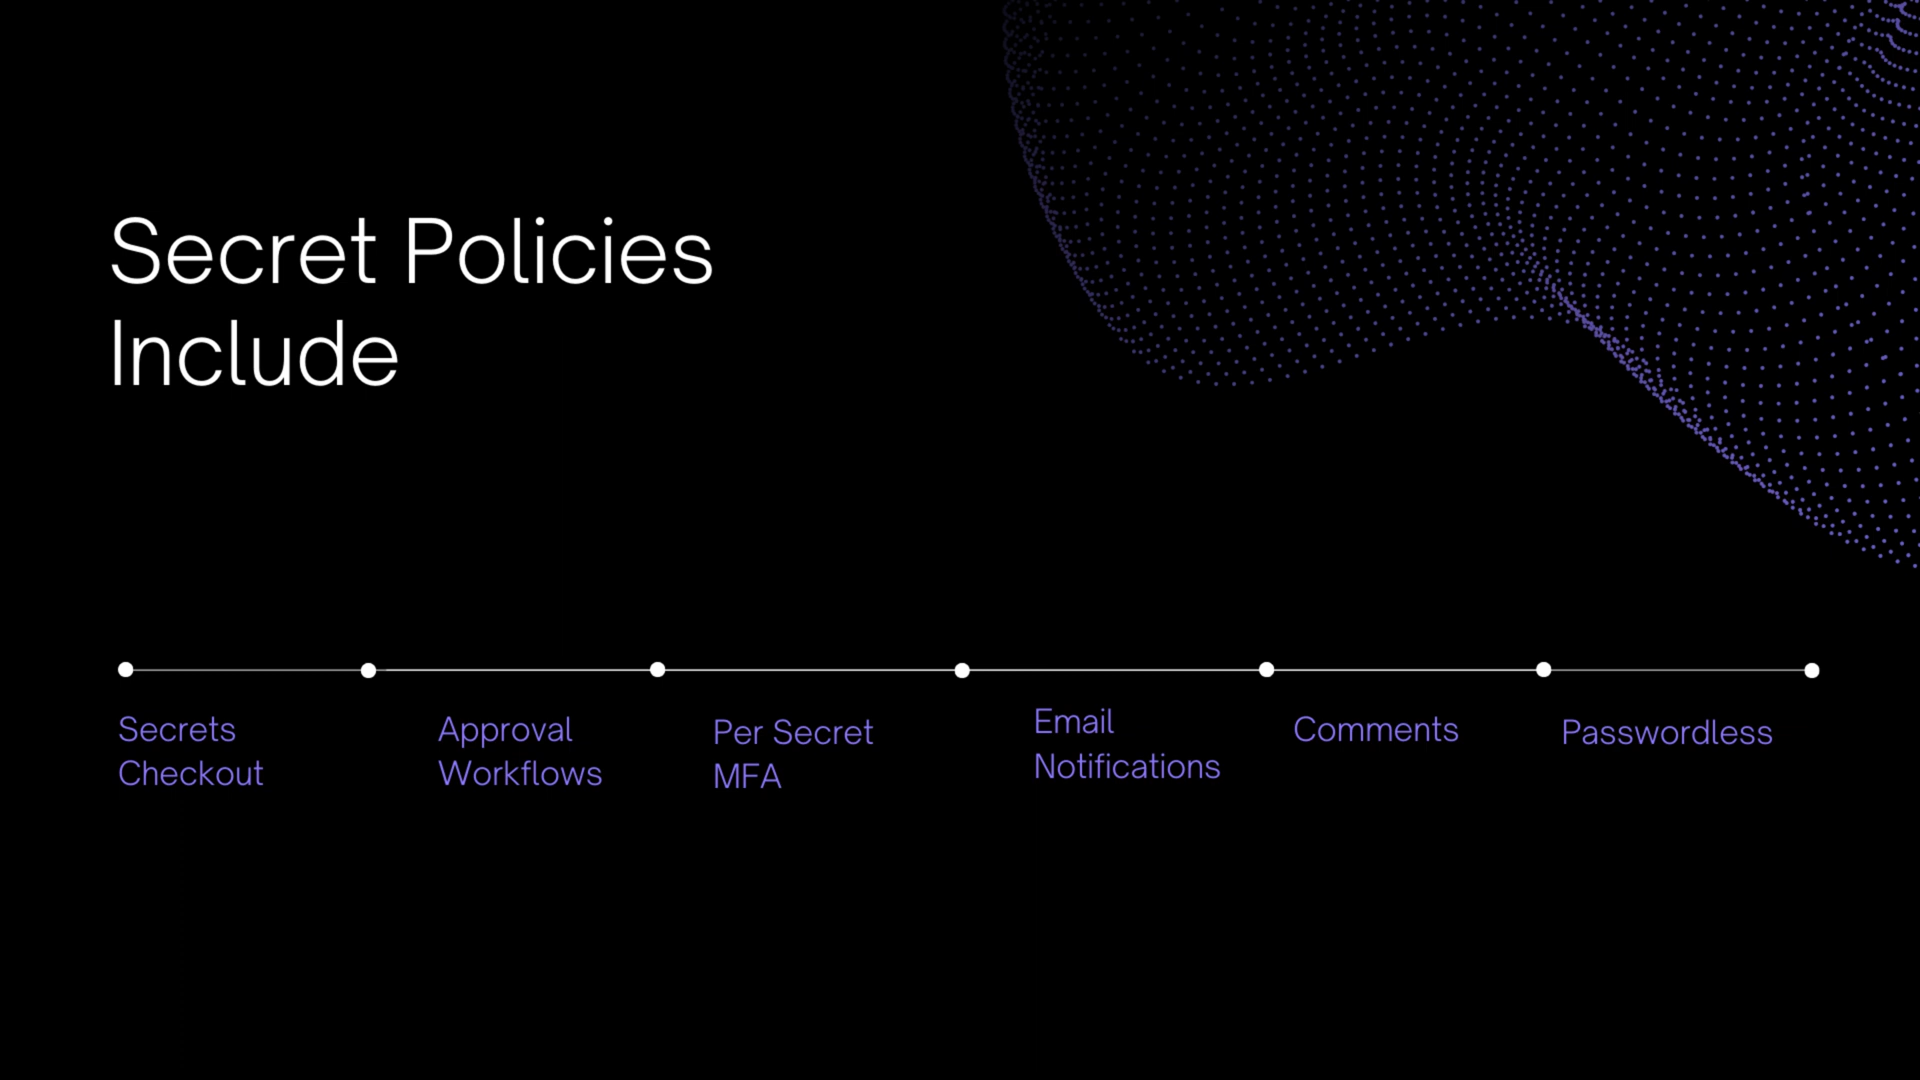 Secret Policies
Include
Secrets
Checkout
Approval
Workflows
Per Secret
MFA
Email
Notifications
Comments
Passwordless